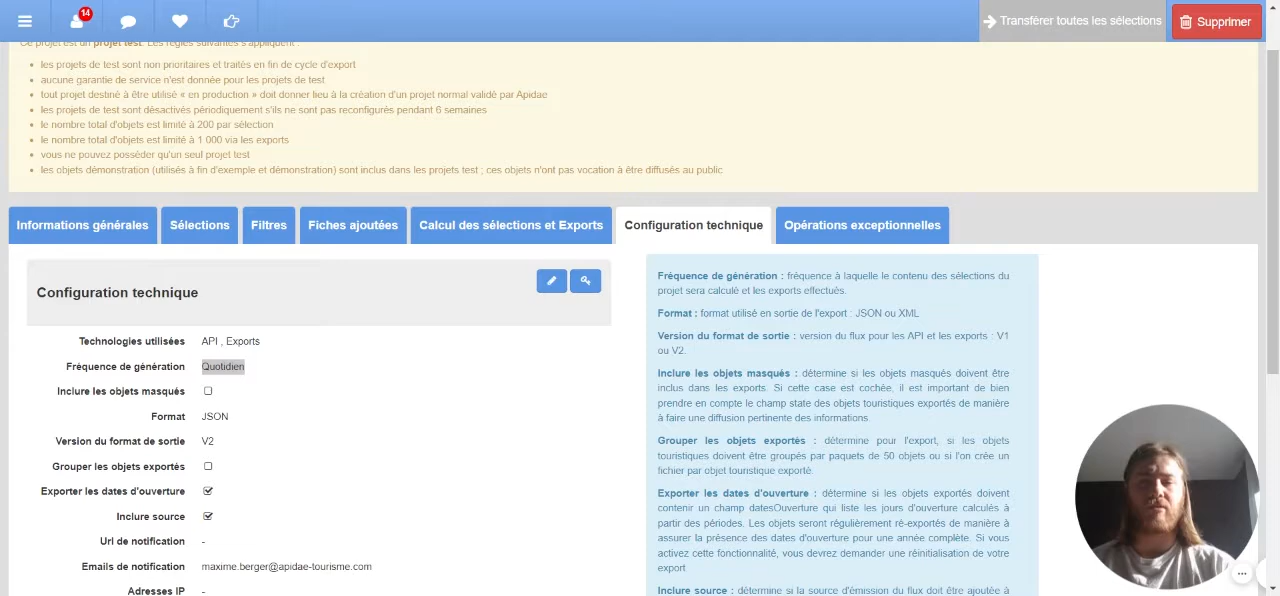 14
Transférer toutes les sélections
Supprimer
Ce projet est un projet test. Les règles suivantes s'appliquent :
les projets de test sont non prioritaires et traités en fin de cycle d'export
aucune garantie de service n'est donnée pour les projets de test
tout projet destiné à être utilisé « en production » doit donner lieu à la création d'un projet normal validé par Apidae
les projets de test sont désactivés périodiquement s'ils ne sont pas reconfigurés pendant 6 semaines
le nombre total d'objets est limité à 200 par sélection
le nombre total d'objets est limité à 1 000 via les exports
vous ne pouvez posséder qu'un seul projet test
les objets démonstration (utilisés à fin d'exemple et démonstration) sont inclus dans les projets test ; ces objets n'ont pas vocation à être diffusés au public
Informations générales
Sélections
Filtres
Fiches ajoutées
Calcul des sélections et Exports
Configuration technique
Opérations exceptionnelles
Configuration technique
Technologies utilisées API , Exports
Fréquence de génération Quotidien
Inclure les objets masqués
Format JSON
Version du format de sortie V2
Grouper les objets exportés
Exporter les dates d'ouverture
Inclure source
Url de notification -
Emails de notification maxime.berger@apidae-tourisme.com
Adresses IP -
Fréquence de génération : fréquence à laquelle le contenu des sélections du
projet sera calculé et les exports effectués.
Format : format utilisé en sortie de l'export : JSON ou XML
Version du format de sortie : version du flux pour les API et les exports : V1
ou V2.
Inclure les objets masqués : détermine si les objets masqués doivent être
inclus dans les exports. Si cette case est cochée, il est important de bien
prendre en compte le champ state des objets touristiques exportés de manière
à faire une diffusion pertinente des informations.
Grouper les objets exportés : détermine pour l'export, si les objets
touristiques doivent être groupés par paquets de 50 objets ou si l'on crée un
fichier par objet touristique exporté.
Exporter les dates d'ouverture : détermine si les objets exportés doivent
contenir un champ datesOuverture qui liste les jours d'ouverture calculés à
partir des périodes. Les objets seront régulièrement ré-exportés de manière à
assurer la présence des dates d'ouverture pour une année complète. Si vous
activez cette fonctionnalité, vous devrez demander une réinitialisation de votre
export
Inclure source : détermine si la source d'émission du flux doit être ajoutée à